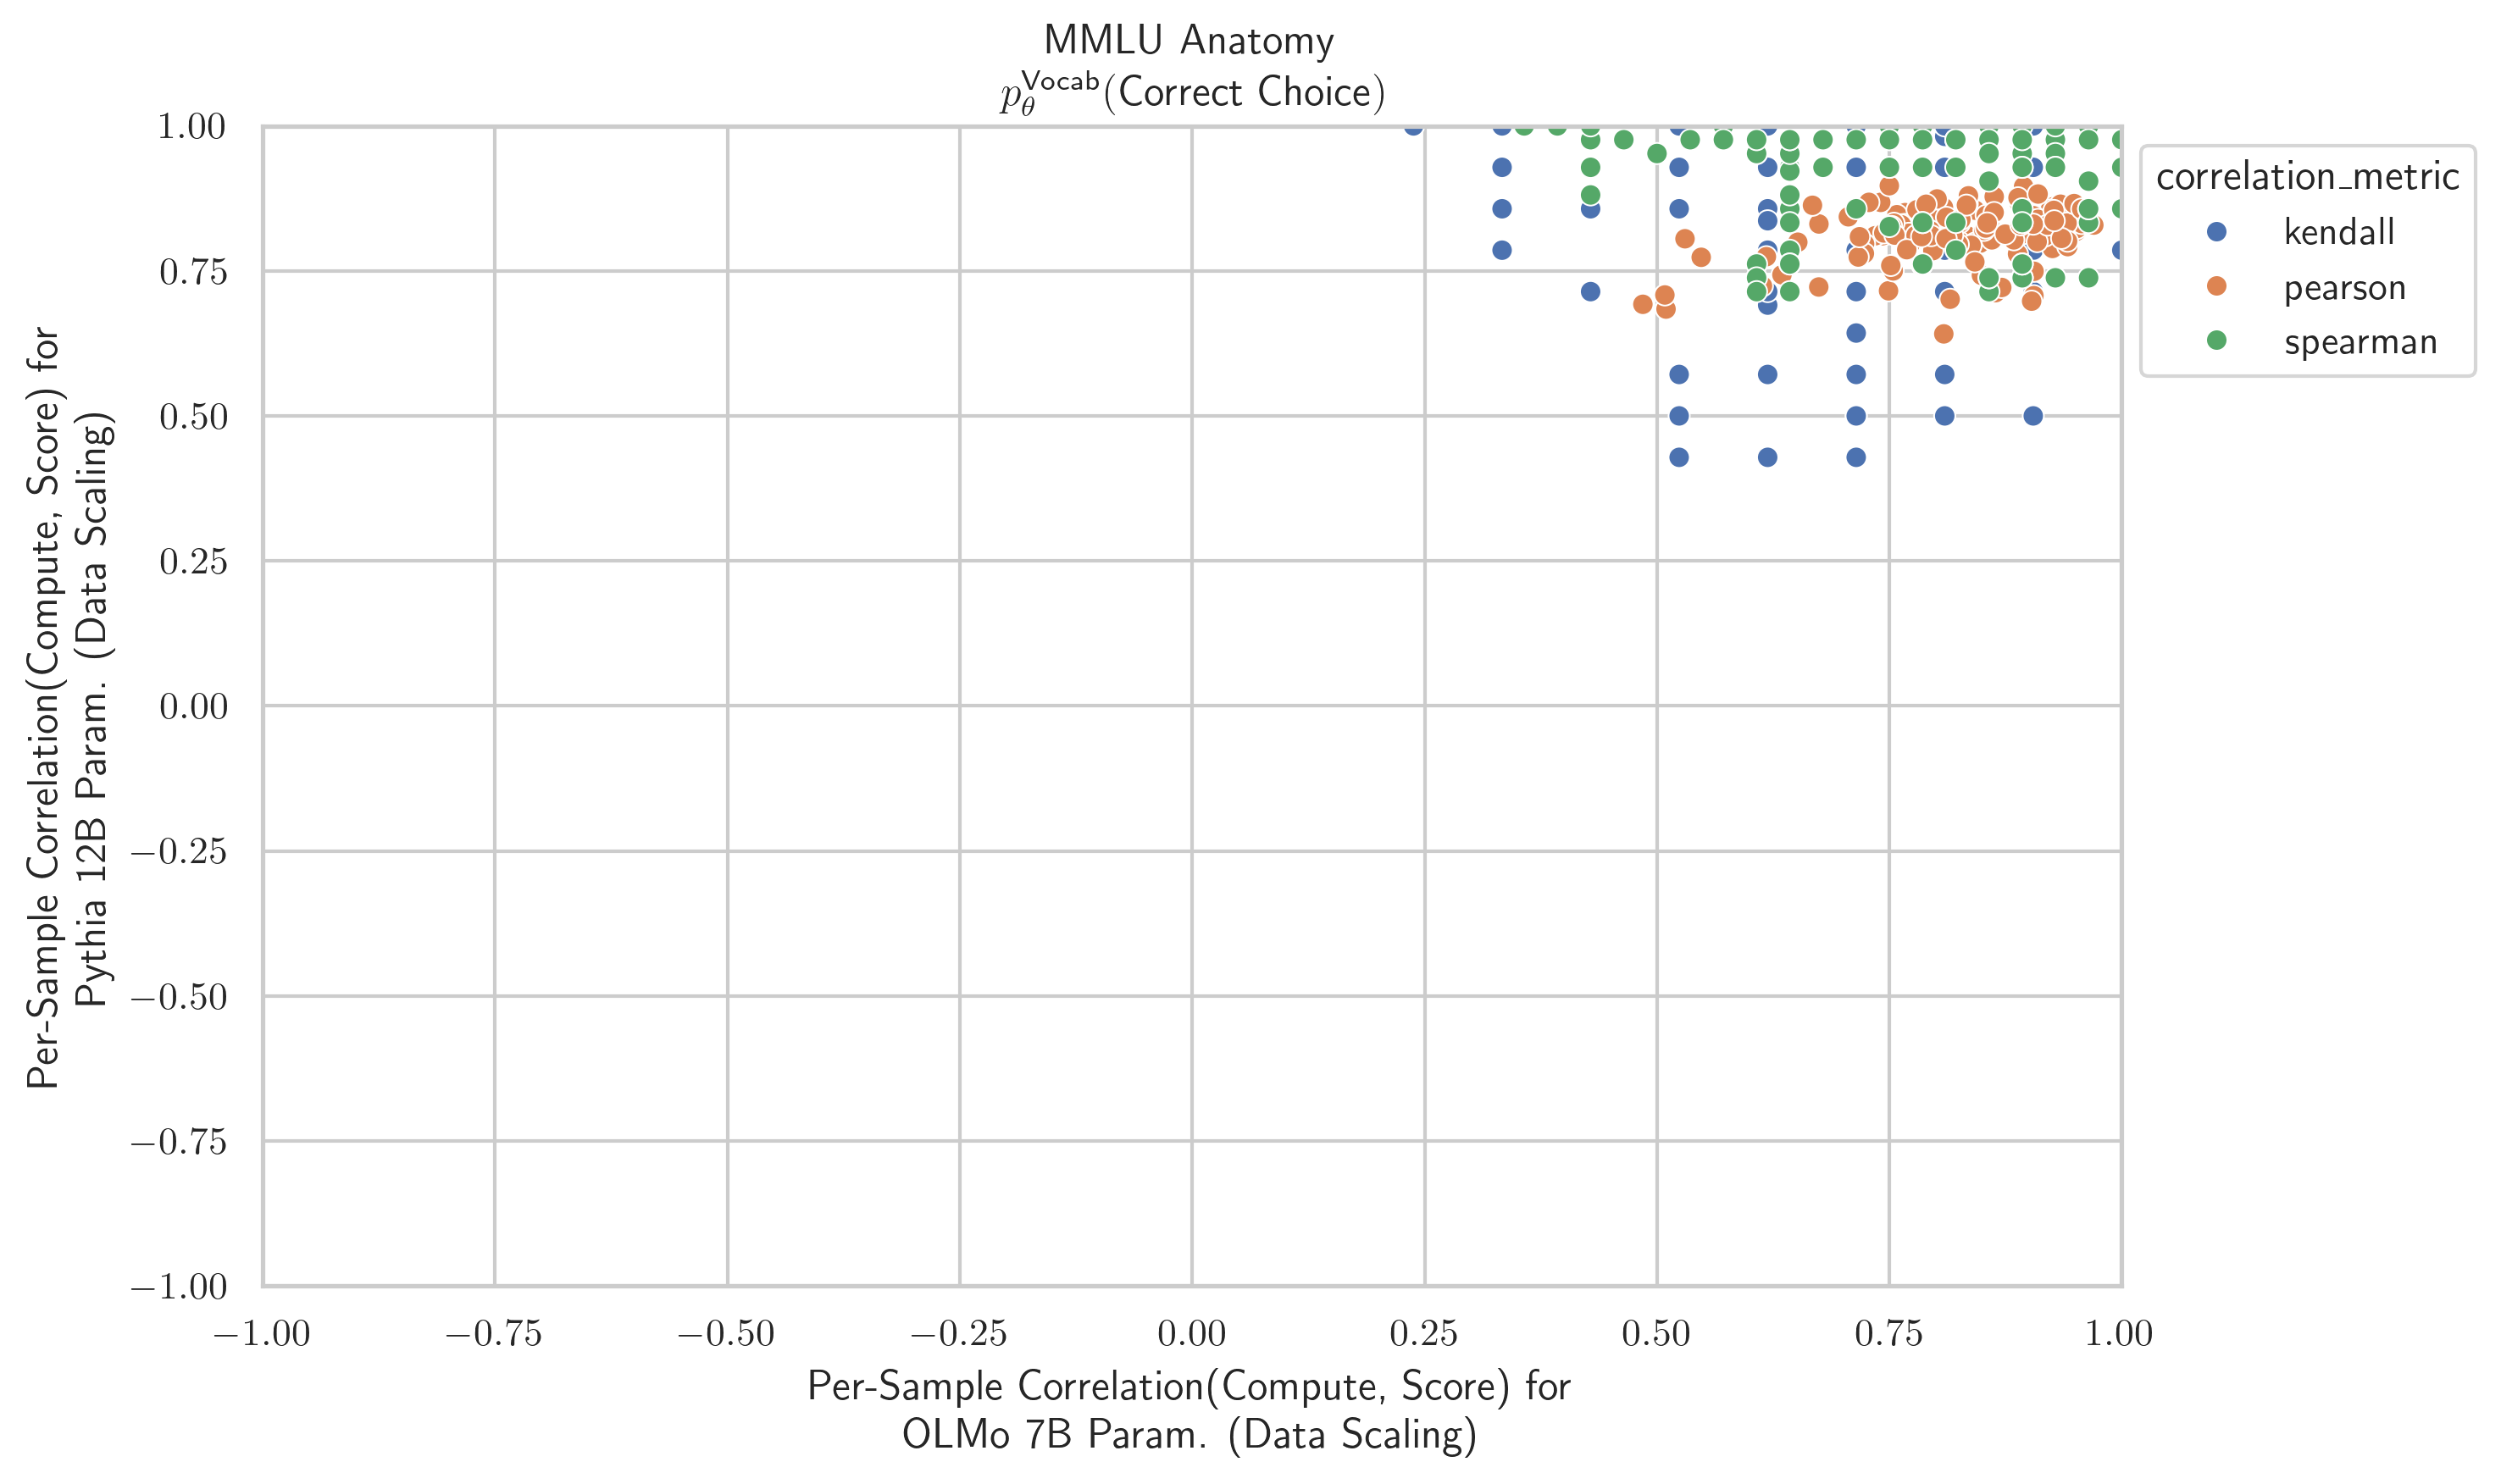 MMLU Anatomy
p_θ^Vocab(Correct Choice)
1.00
0.75
0.50
0.25
0.00
−0.25
−0.50
−0.75
−1.00
Per-Sample Correlation(Compute, Score) for
Pythia 12B Param. (Data Scaling)
correlation_metric
kendall
pearson
spearman
−1.00 −0.75 −0.50 −0.25 0.00 0.25 0.50 0.75 1.00
Per-Sample Correlation(Compute, Score) for
OLMo 7B Param. (Data Scaling)